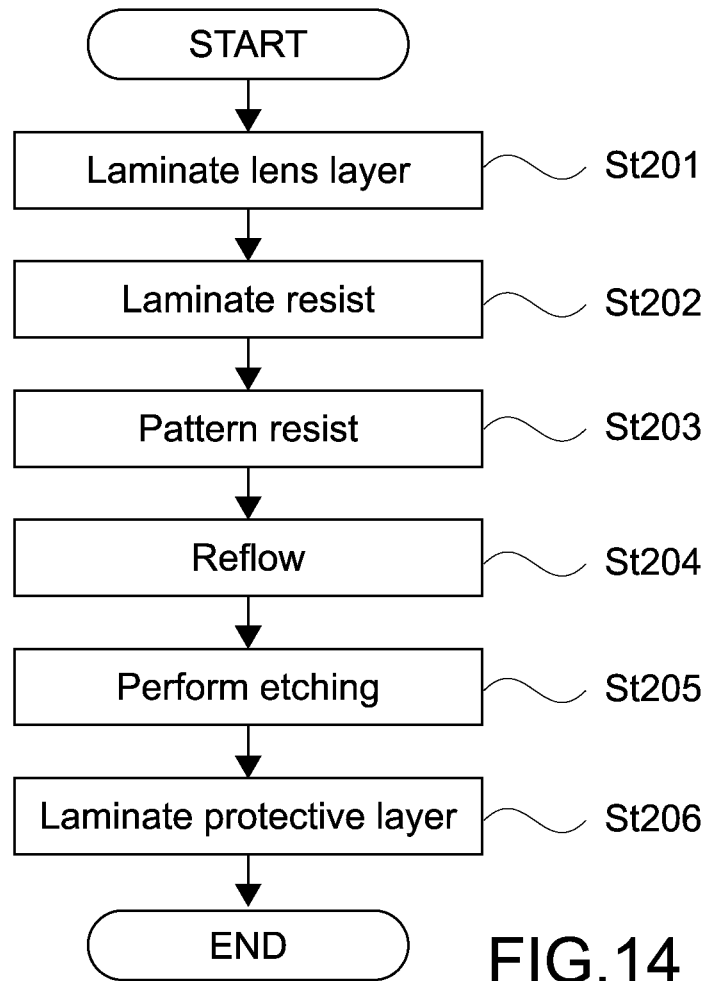 START
Laminate lens layer St201
Laminate resist St202
Pattern resist St203
Reflow St204
Perform etching St205
Laminate protective layer St206
END
FIG.14